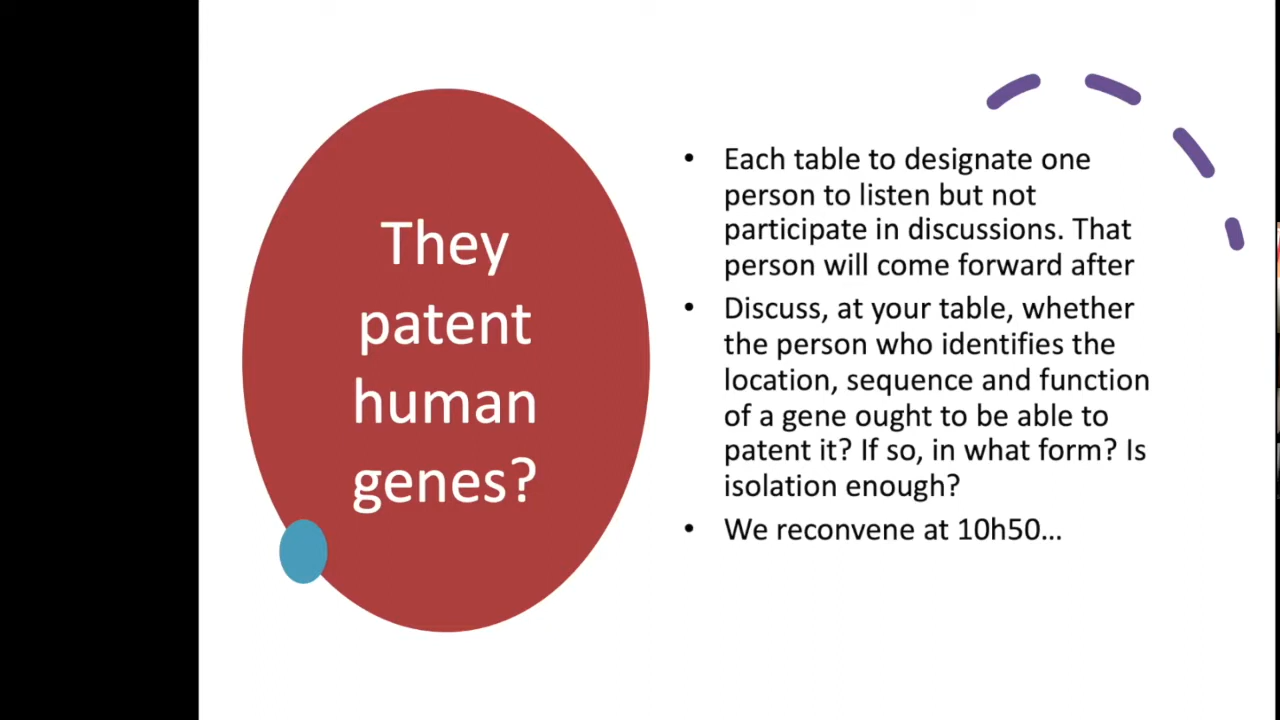 They
patent
human
genes?
• Each table to designate one
person to listen but not
participate in discussions. That
person will come forward after
• Discuss, at your table, whether
the person who identifies the
location, sequence and function
of a gene ought to be able to
patent it? If so, in what form? Is
isolation enough?
• We reconvene at 10h50...